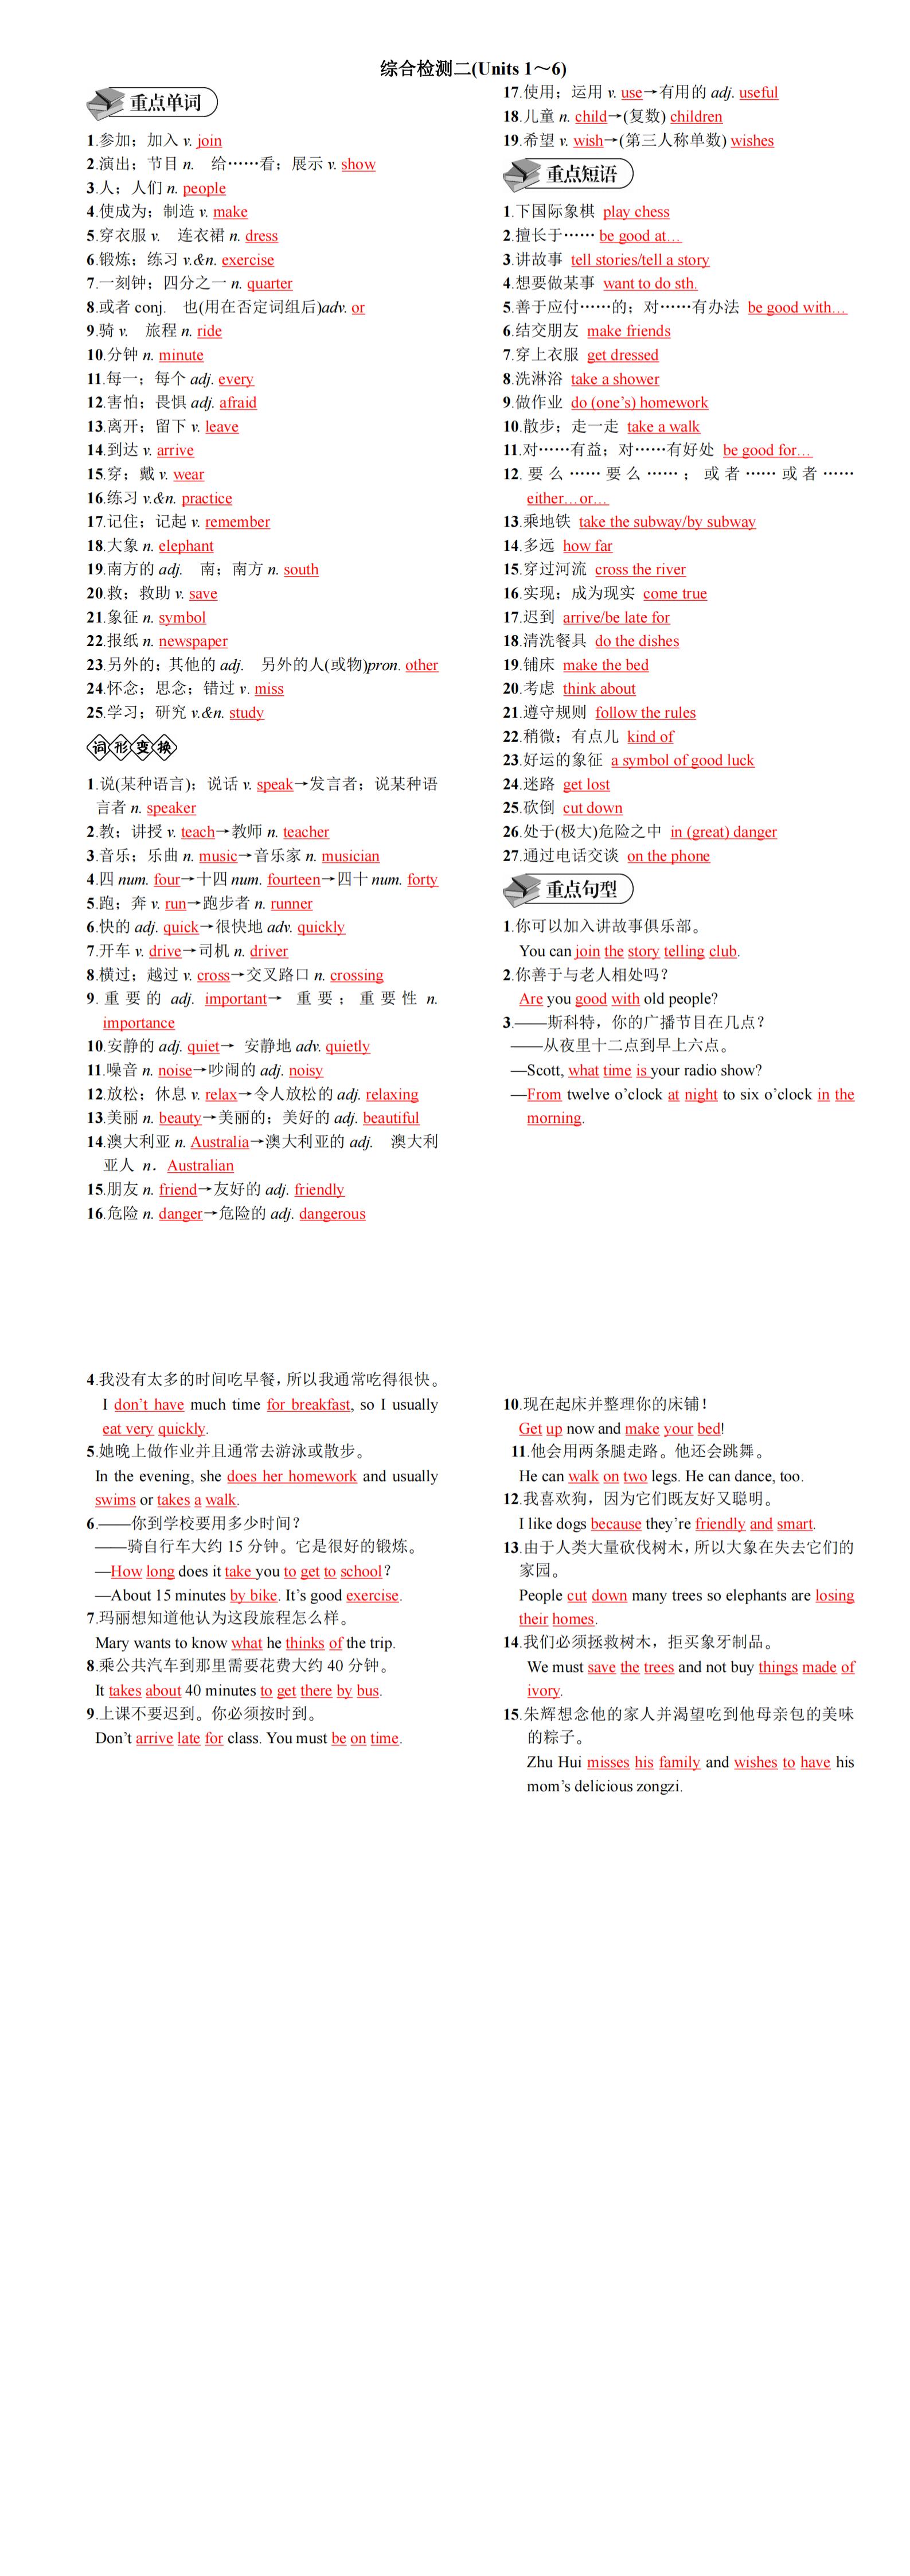 综合检测二(Units 1～6)
重点单词
1.参加；加入 v. join
2.演出；节目 n.　给……看；展示 v. show
3.人；人们 n. people
4.使成为；制造 v. make
5.穿衣服 v.　连衣裙 n. dress
6.锻炼；练习 v.&n. exercise
7.一刻钟；四分之一 n. quarter
8.或者 conj.　也(用在否定词组后)adv. or
9.骑 v.　旅程 n. ride
10.分钟 n. minute
11.每一；每个 adj. every
12.害怕；畏惧 adj. afraid
13.离开；留下 v. leave
14.到达 v. arrive
15.穿；戴 v. wear
16.练习 v.&n. practice
17.记住；记起 v. remember
18.大象 n. elephant
19.南方的 adj.　南；南方 n. south
20.救；救助 v. save
21.象征 n. symbol
22.报纸 n. newspaper
23.另外的；其他的 adj.　另外的人(或物)pron. other
24.怀念；思念；错过 v. miss
25.学习；研究 v.&n. study
词形变换
1.说(某种语言)；说话 v. speak→发言者；说某种语
言者 n. speaker
2.教；讲授 v. teach→教师 n. teacher
3.音乐；乐曲 n. music→音乐家 n. musician
4.四 num. four→十四 num. fourteen→四十 num. forty
5.跑；奔 v. run→跑步者 n. runner
6.快的 adj. quick→很快地 adv. quickly
7.开车 v. drive→司机 n. driver
8.横过；越过 v. cross→交叉路口 n. crossing
9.重要的 adj. important→ 重要；重要性 n.
importance
10.安静的 adj. quiet→ 安静地 adv. quietly
11.噪音 n. noise→吵闹的 adj. noisy
12.放松；休息 v. relax→令人放松的 adj. relaxing
13.美丽 n. beauty→美丽的；美好的 adj. beautiful
14.澳大利亚 n. Australia→澳大利亚的 adj.　澳大利
亚人 n．Australian
15.朋友 n. friend→友好的 adj. friendly
16.危险 n. danger→危险的 adj. dangerous
17.使用；运用 v. use→有用的 adj. useful
18.儿童 n. child→(复数) children
19.希望 v. wish→(第三人称单数) wishes
重点短语
1.下国际象棋 play chess
2.擅长于…… be good at…
3.讲故事 tell stories/tell a story
4.想要做某事 want to do sth.
5.善于应付……的；对……有办法 be good with…
6.结交朋友 make friends
7.穿上衣服 get dressed
8.洗淋浴 take a shower
9.做作业 do (one’s) homework
10.散步；走一走 take a walk
11.对……有益；对……有好处 be good for…
12.要么……要么……；或者……或者……
either…or…
13.乘地铁 take the subway/by subway
14.多远 how far
15.穿过河流 cross the river
16.实现；成为现实 come true
17.迟到 arrive/be late for
18.清洗餐具 do the dishes
19.铺床 make the bed
20.考虑 think about
21.遵守规则 follow the rules
22.稍微；有点儿 kind of
23.好运的象征 a symbol of good luck
24.迷路 get lost
25.砍倒 cut down
26.处于(极大)危险之中 in (great) danger
27.通过电话交谈 on the phone
重点句型
1.你可以加入讲故事俱乐部。
You can join the story telling club.
2.你善于与老人相处吗？
Are you good with old people?
3.——斯科特，你的广播节目在几点？
——从夜里十二点到早上六点。
—Scott, what time is your radio show?
—From twelve o’clock at night to six o’clock in the
morning.
4.我没有太多的时间吃早餐，所以我通常吃得很快。
I don’t have much time for breakfast, so I usually
eat very quickly.
5.她晚上做作业并且通常去游泳或散步。
In the evening, she does her homework and usually
swims or takes a walk.
6.——你到学校要用多少时间？
——骑自行车大约 15 分钟。它是很好的锻炼。
—How long does it take you to get to school?
—About 15 minutes by bike. It’s good exercise.
7.玛丽想知道他认为这段旅程怎么样。
Mary wants to know what he thinks of the trip.
8.乘公共汽车到那里需要花费大约 40 分钟。
It takes about 40 minutes to get there by bus.
9.上课不要迟到。你必须按时到。
Don’t arrive late for class. You must be on time.
10.现在起床并整理你的床铺！
Get up now and make your bed!
11.他会用两条腿走路。他还会跳舞。
He can walk on two legs. He can dance, too.
12.我喜欢狗，因为它们既友好又聪明。
I like dogs because they’re friendly and smart.
13.由于人类大量砍伐树木，所以大象在失去它们的
家园。
People cut down many trees so elephants are losing
their homes.
14.我们必须拯救树木，拒买象牙制品。
We must save the trees and not buy things made of
ivory.
15.朱辉想念他的家人并渴望吃到他母亲包的美味
的粽子。
Zhu Hui misses his family and wishes to have his
mom’s delicious zongzi.